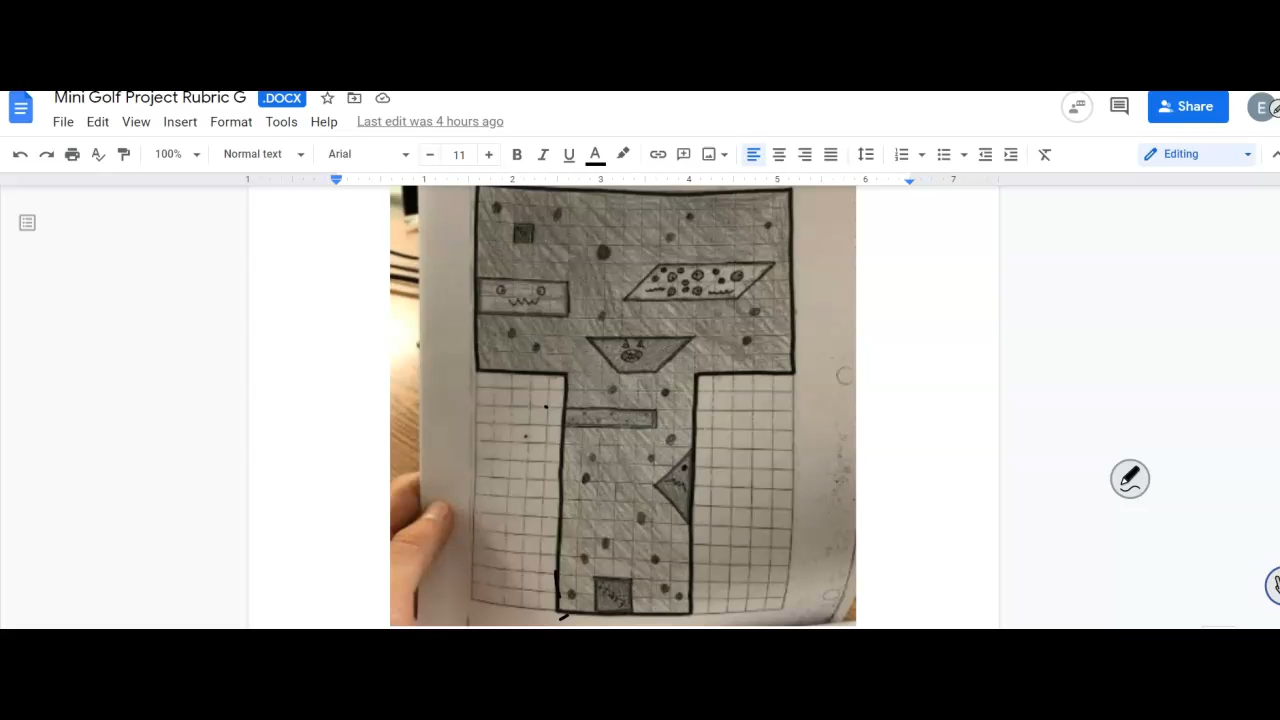 Mini Golf Project Rubric G .DOCX
File Edit View Insert Format Tools Help Last edit was 4 hours ago
Share E
100% Normal text Arial − 11 + B I U A Editing
1 1 2 3 4 5 6 7